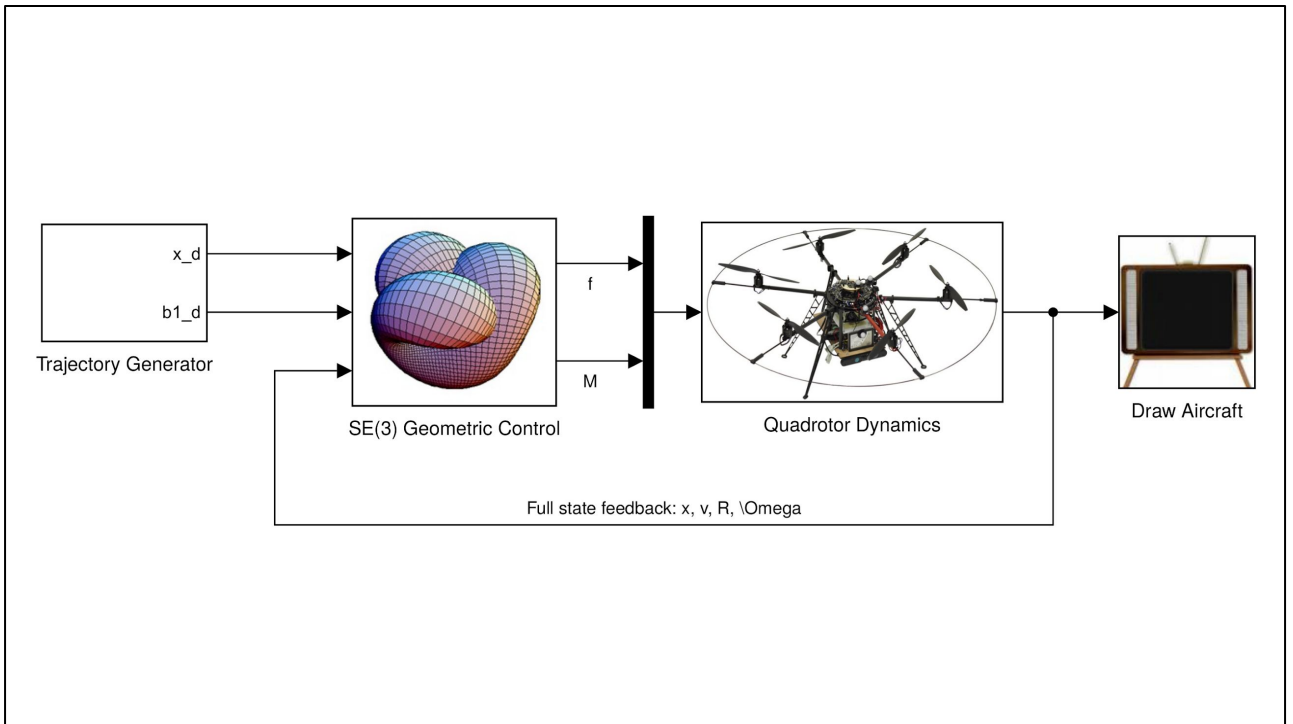 x_d
b1_d
Trajectory Generator
SE(3) Geometric Control
f
M
Quadrotor Dynamics
Draw Aircraft
Full state feedback: x, v, R, \Omega